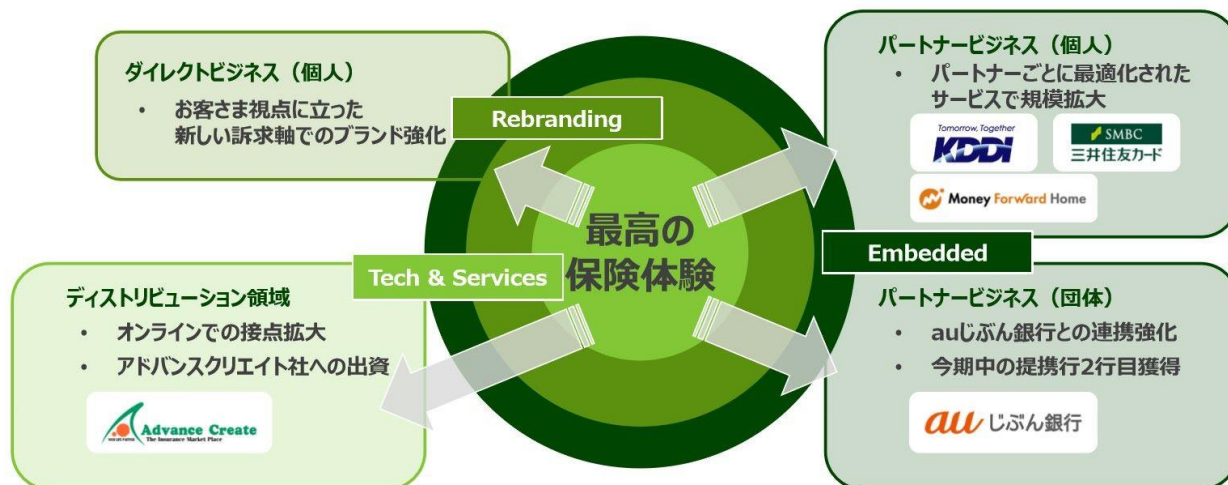 ダイレクトビジネス（個人）
• お客さま視点に立った
新しい訴求軸でのブランド強化
Rebranding
パートナービジネス（個人）
• パートナーごとに最適化された
サービスで規模拡大
Tomorrow, Together
KDDI
SMBC
三井住友カード
Money Forward Home
最高の
保険体験
Tech & Services
Embedded
ディストリビューション領域
• オンラインでの接点拡大
• アドバンスクリエイト社への出資
Advance Create
The Insurance Market Place
パートナービジネス（団体）
• auじぶん銀行との連携強化
• 今期中の提携行2行目獲得
au じぶん銀行